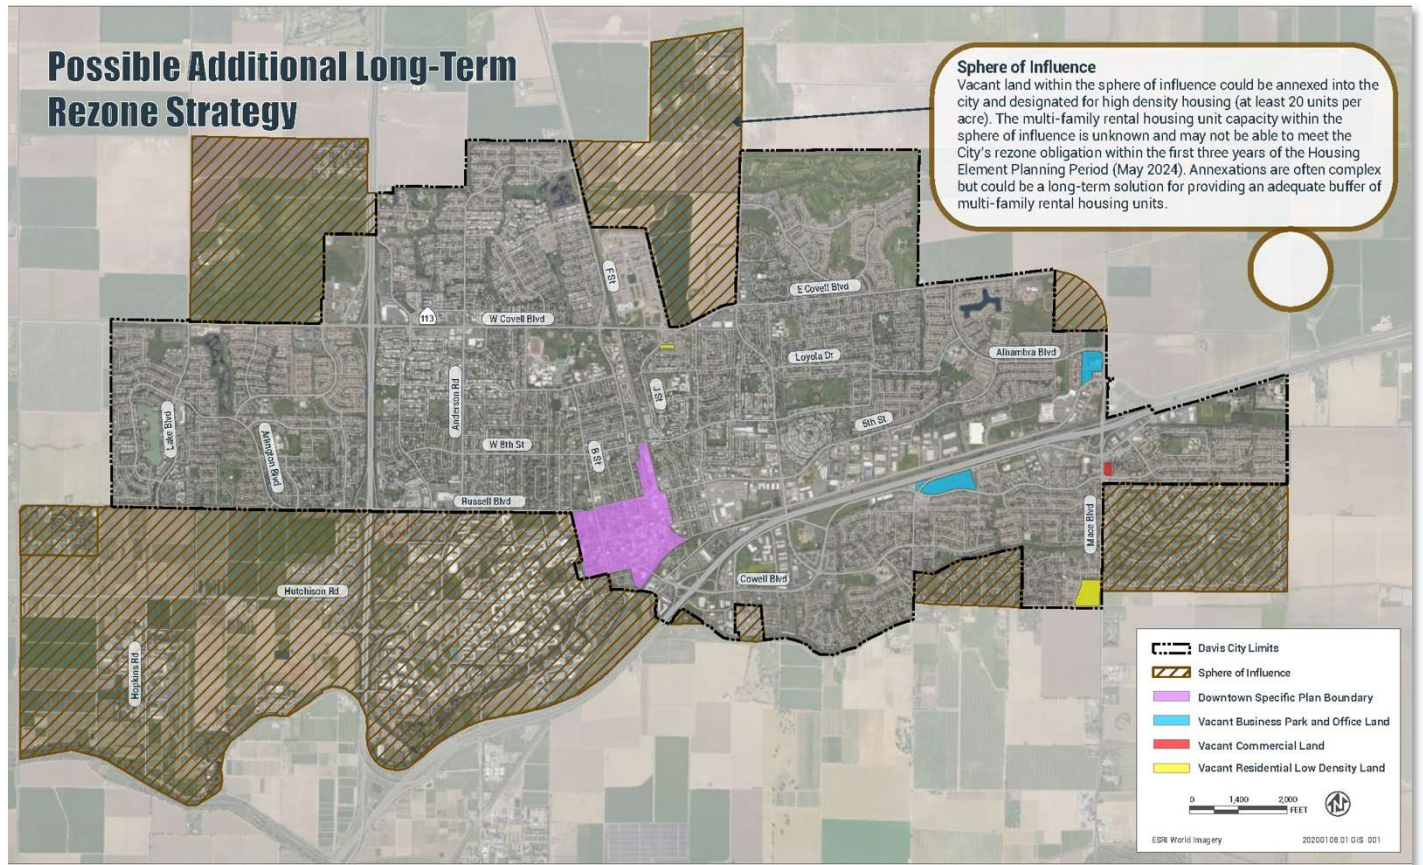 Possible Additional Long-Term
Rezone Strategy
Sphere of Influence
Vacant land within the sphere of influence could be annexed into the
city and designated for high density housing (at least 20 units per
acre). The multi-family rental housing unit capacity within the
sphere of influence is unknown and may not be able to meet the
City's rezone obligation within the first three years of the Housing
Element Planning Period (May 2024). Annexations are often complex
but could be a long-term solution for providing an adequate buffer of
multi-family rental housing units.
F St
E Covell Blvd
113
W Covell Blvd
Loyola Dr
Alhambra Blvd
J St
Anderson Rd
Lake Blvd
Arlington Blvd
5th St
W 8th St
B St
Russell Blvd
Mace Blvd
Cowell Blvd
Hutchison Rd
Hopkins Rd
Davis City Limits
Sphere of Influence
Downtown Specific Plan Boundary
Vacant Business Park and Office Land
Vacant Commercial Land
Vacant Residential Low Density Land
0 1,400 2,000
FEET
N
ESRI World Imagery
20200108.01 GIS 001